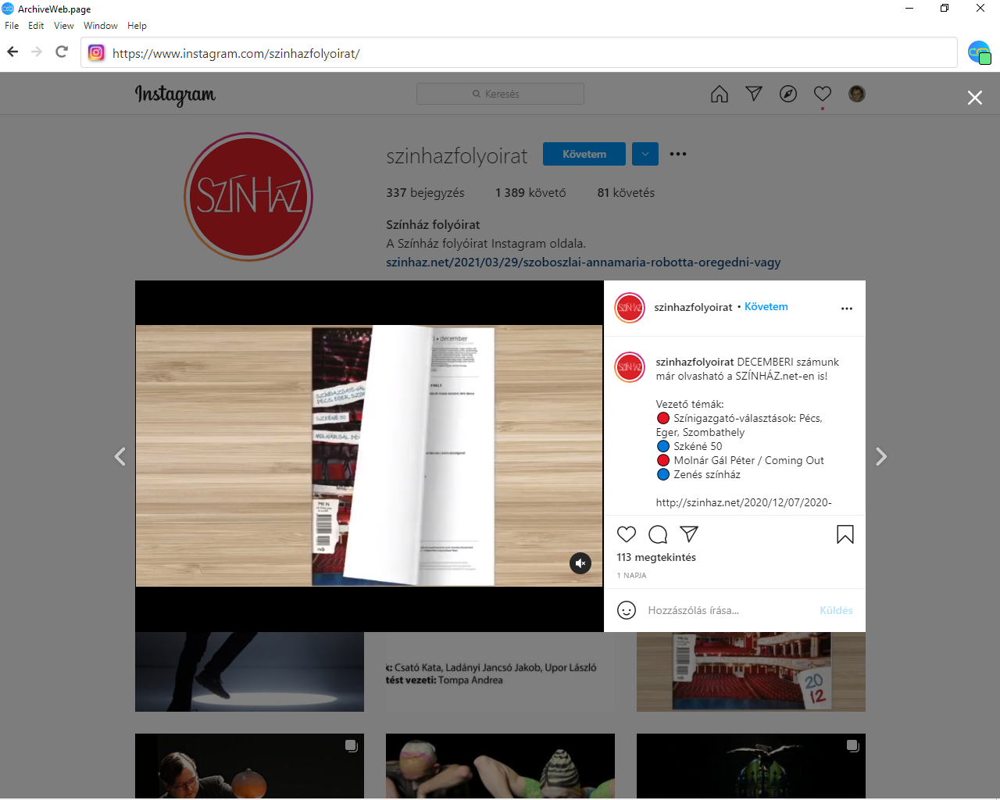 ArchiveWeb.page
File Edit View Window Help
https://www.instagram.com/szinhazfolyoirat/
Instagram
Keresés
SZÍNHÁZ
szinhazfolyoirat Követem
337 bejegyzés 1 389 követő 81 követés
Színház folyóirat
A Színház folyóirat Instagram oldala.
szinhaz.net/2021/03/29/szoboszlai-annamaria-robotta-oregedni-vagy
• december
PÉCS, EGER,
SZKÉNÉ 50
MOLNÁR GÁL
SZÍNHÁZ
szinhazfolyoirat • Követem
SZÍNHÁZ
szinhazfolyoirat DECEMBERI számunk
már olvasható a SZÍNHÁZ.net-en is!
Vezető témák:
🔴 Színigazgató-választások: Pécs,
Eger, Szombathely
🔵 Szkéné 50
🔴 Molnár Gál Péter / Coming Out
🔵 Zenés színház
http://szinhaz.net/2020/12/07/2020-
113 megtekintés
1 NAPJA
Hozzászólás írása... Küldés
k: Csató Kata, Ladányi Jancsó Jakob, Upor László
tést vezeti: Tompa Andrea
20
12